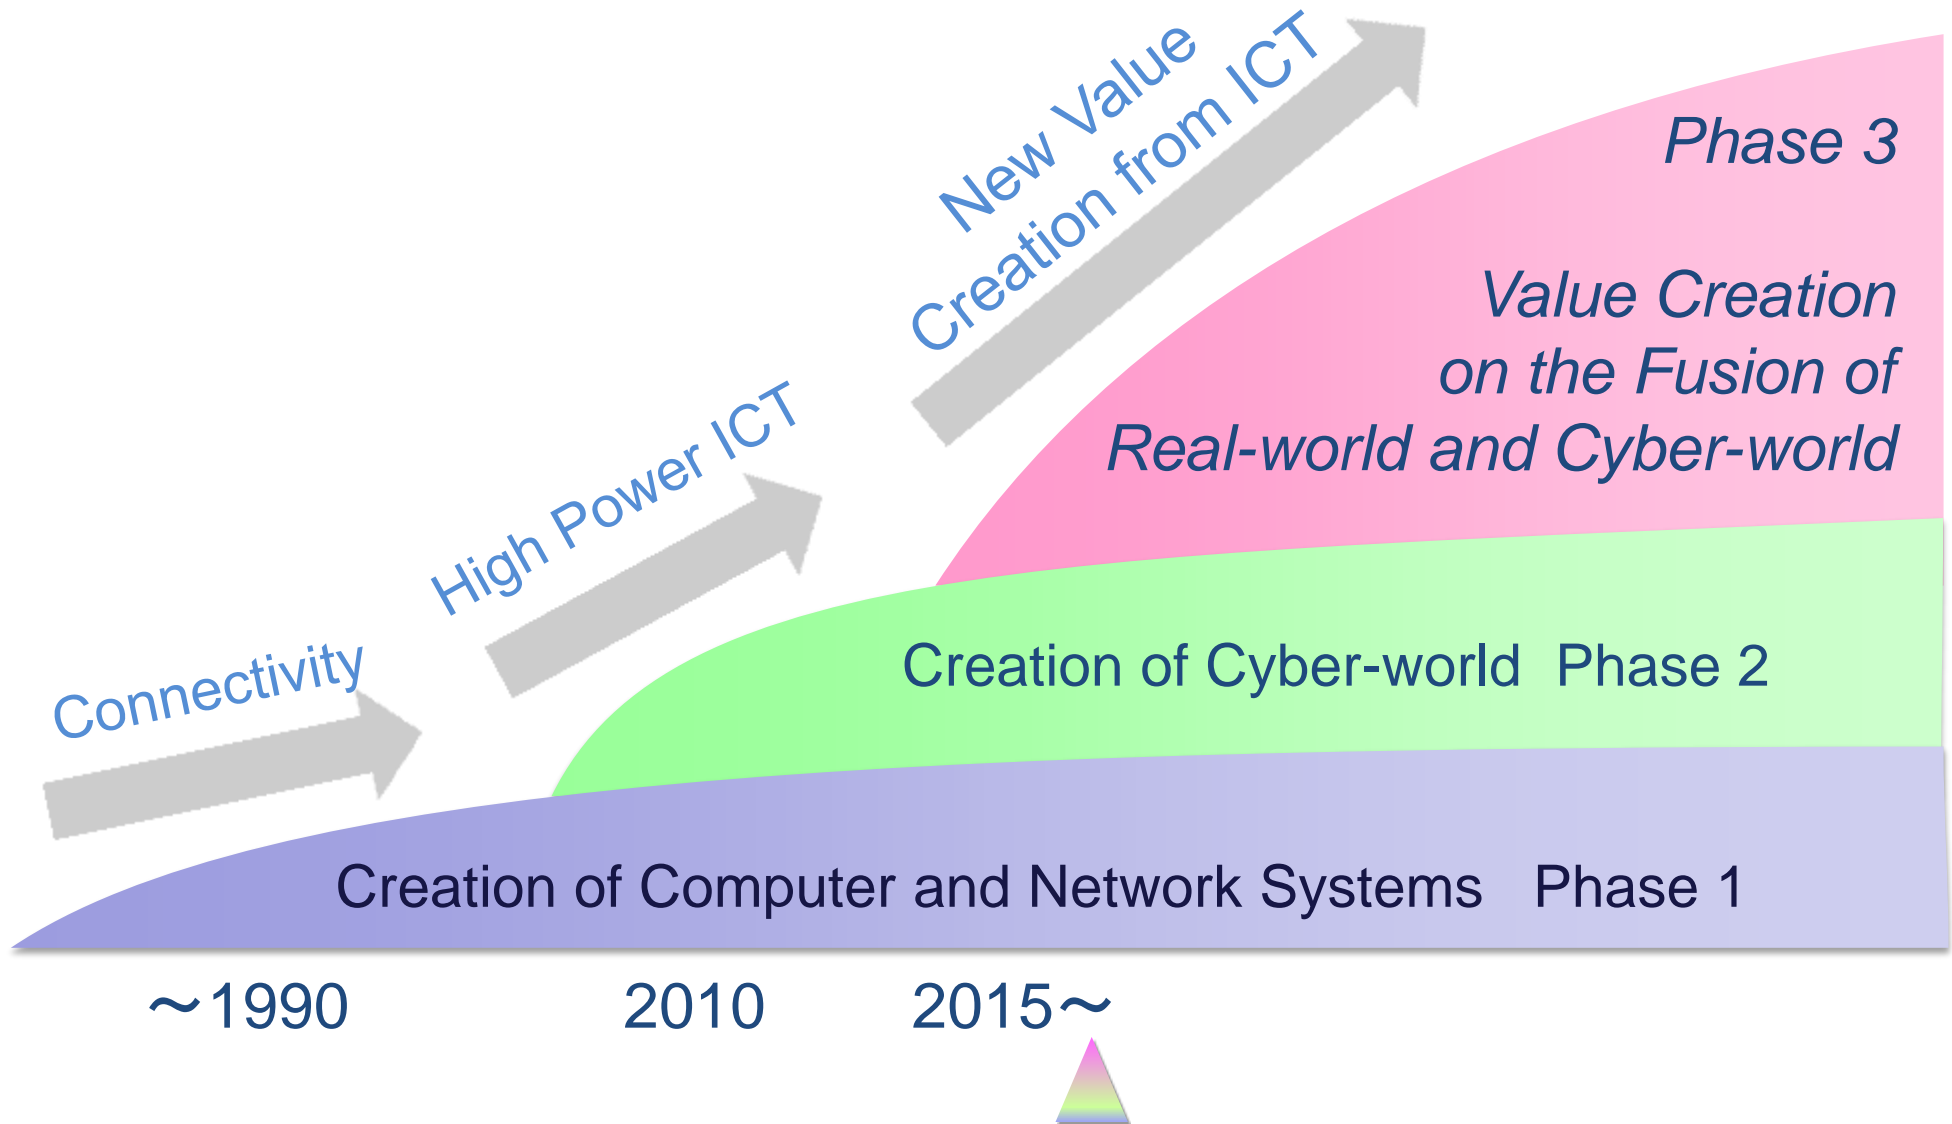 New Value
Creation from ICT
High Power ICT
Connectivity
Phase 3
Value Creation
on the Fusion of
Real-world and Cyber-world
Creation of Cyber-world Phase 2
Creation of Computer and Network Systems Phase 1
～1990 2010 2015～